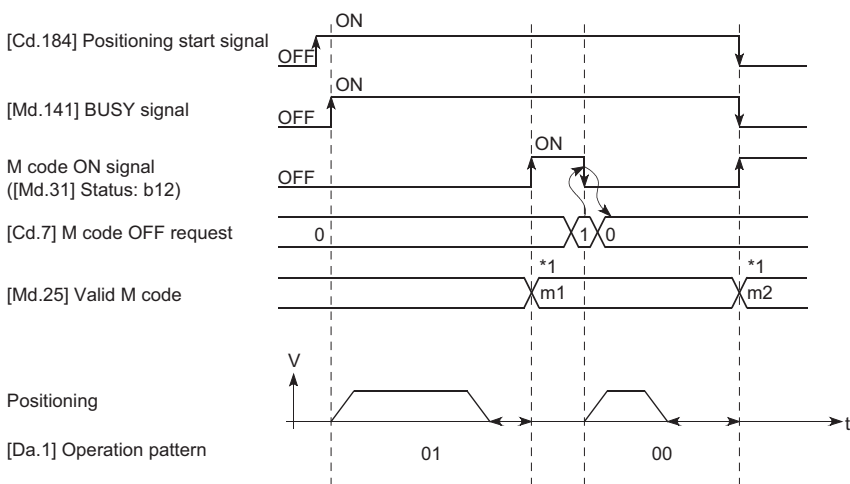 ON
[Cd.184] Positioning start signal
OFF
ON
[Md.141] BUSY signal
OFF
ON
M code ON signal
([Md.31] Status: b12)
OFF
[Cd.7] M code OFF request
0 1 0
*1 *1
[Md.25] Valid M code
m1 m2
V
Positioning
t
[Da.1] Operation pattern
01 00